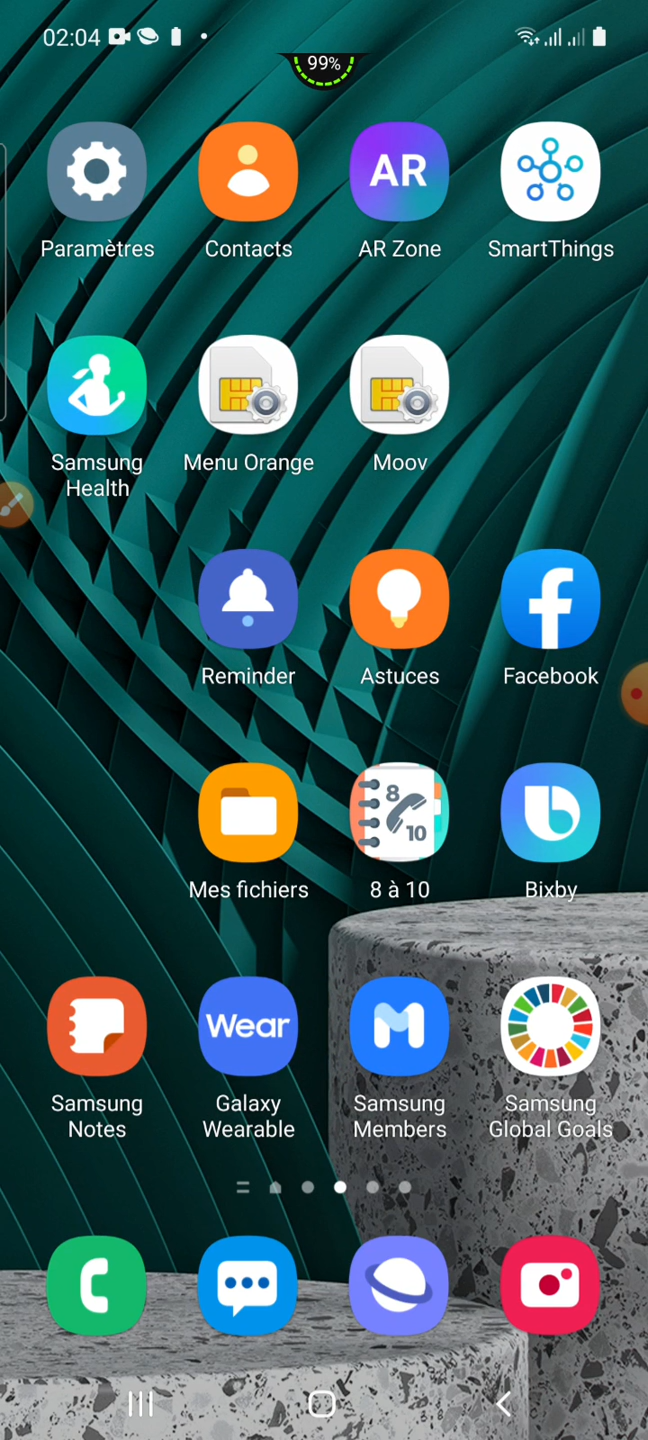 02:04
99%
AR
Paramètres
Contacts
AR Zone
SmartThings
Samsung
Health
Menu Orange
Moov
Reminder
Astuces
Facebook
8
10
Mes fichiers
8 à 10
Bixby
Wear
Samsung
Notes
Galaxy
Wearable
Samsung
Members
Samsung
Global Goals